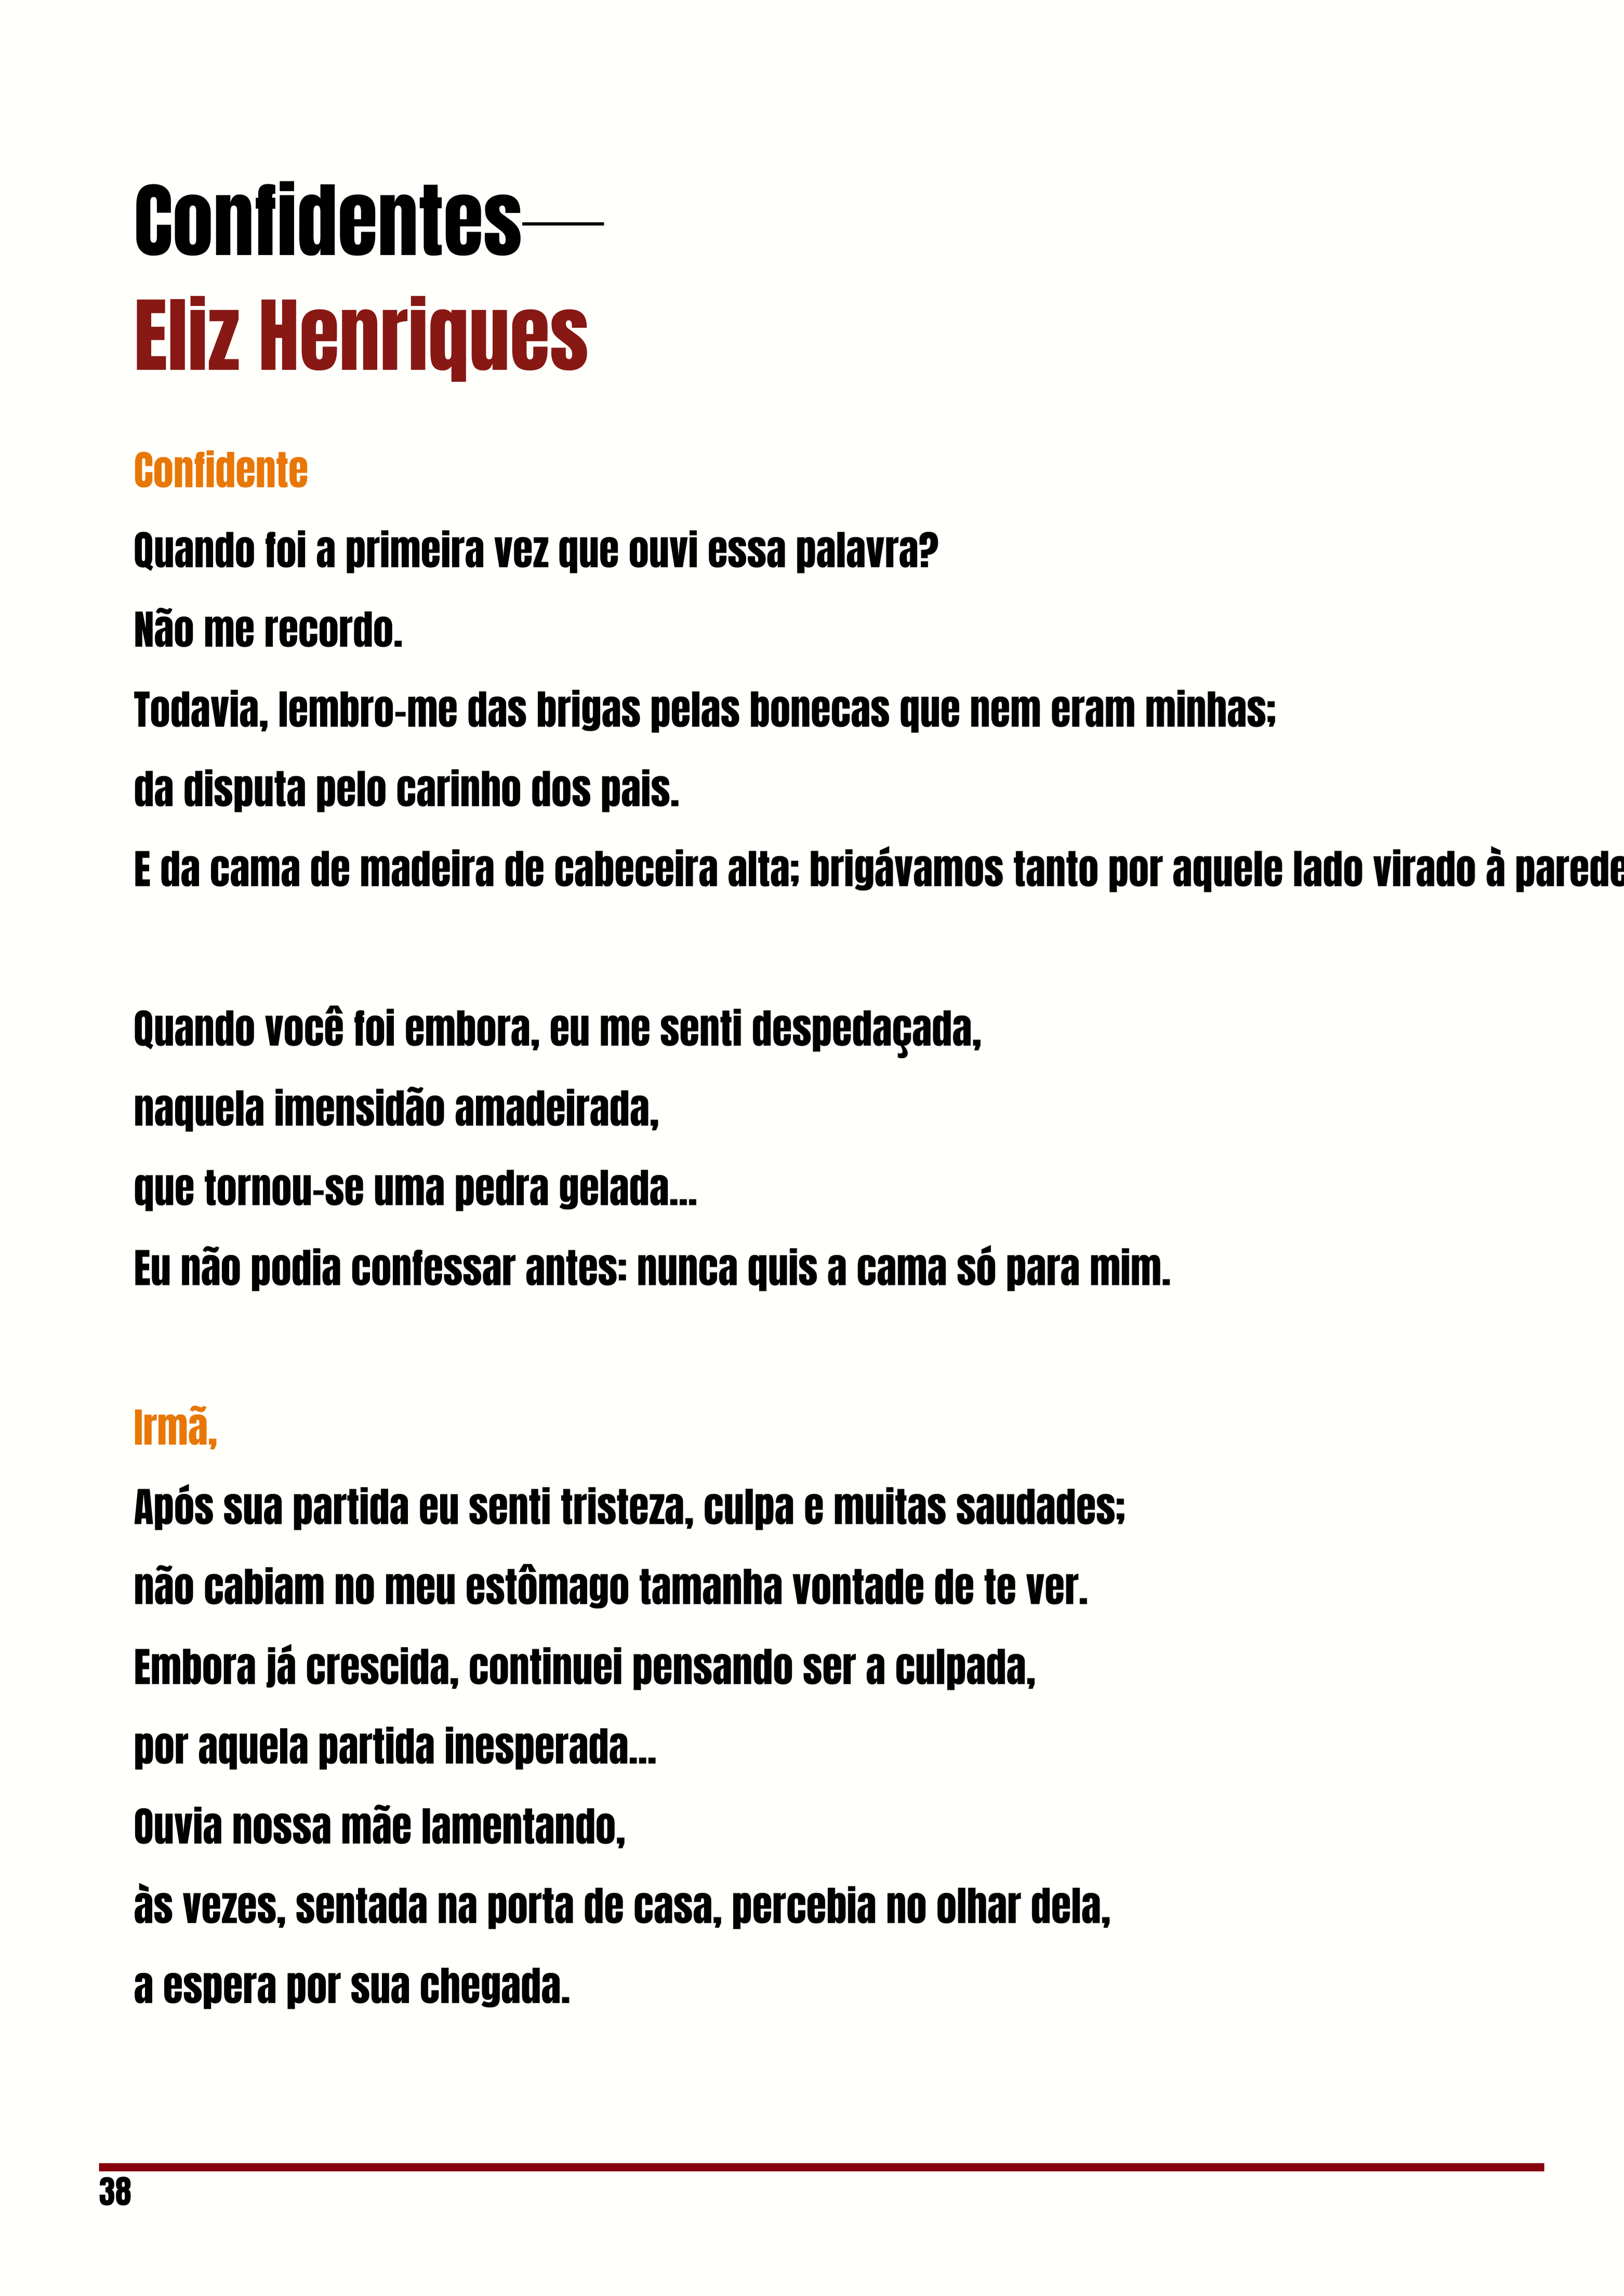 Confidentes—
Eliz Henriques
Confidente
Quando foi a primeira vez que ouvi essa palavra?
Não me recordo.
Todavia, lembro-me das brigas pelas bonecas que nem eram minhas;
da disputa pelo carinho dos pais.
E da cama de madeira de cabeceira alta; brigávamos tanto por aquele lado virado à parede
Quando você foi embora, eu me senti despedaçada,
naquela imensidão amadeirada,
que tornou-se uma pedra gelada...
Eu não podia confessar antes: nunca quis a cama só para mim.
Irmã,
Após sua partida eu senti tristeza, culpa e muitas saudades;
não cabiam no meu estômago tamanha vontade de te ver.
Embora já crescida, continuei pensando ser a culpada,
por aquela partida inesperada...
Ouvia nossa mãe lamentando,
às vezes, sentada na porta de casa, percebia no olhar dela,
a espera por sua chegada.
38